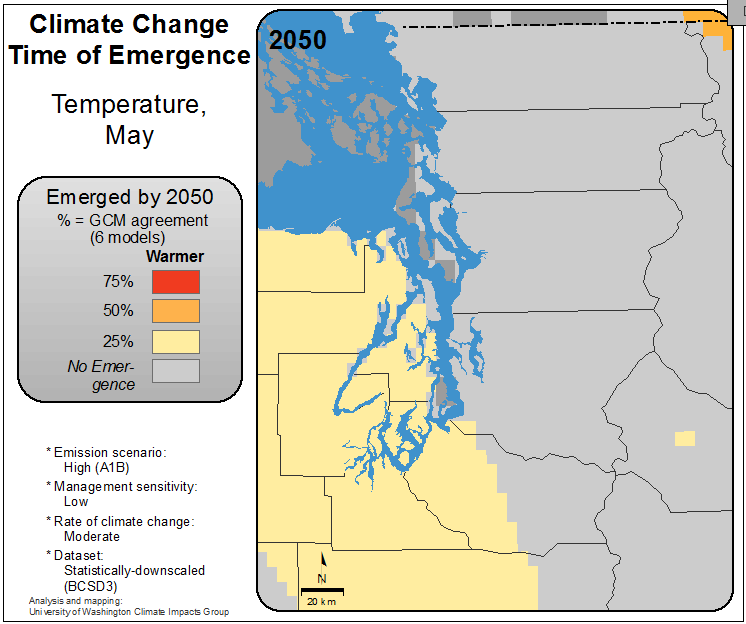 Climate Change
Time of Emergence
Temperature,
May
Emerged by 2050
% = GCM agreement
(6 models)
Warmer
75%
50%
25%
No Emer-
gence
* Emission scenario:
High (A1B)
* Management sensitivity:
Low
* Rate of climate change:
Moderate
* Dataset:
Statistically-downscaled
(BCSD3)
Analysis and mapping:
University of Washington Climate Impacts Group
2050
N
20 km